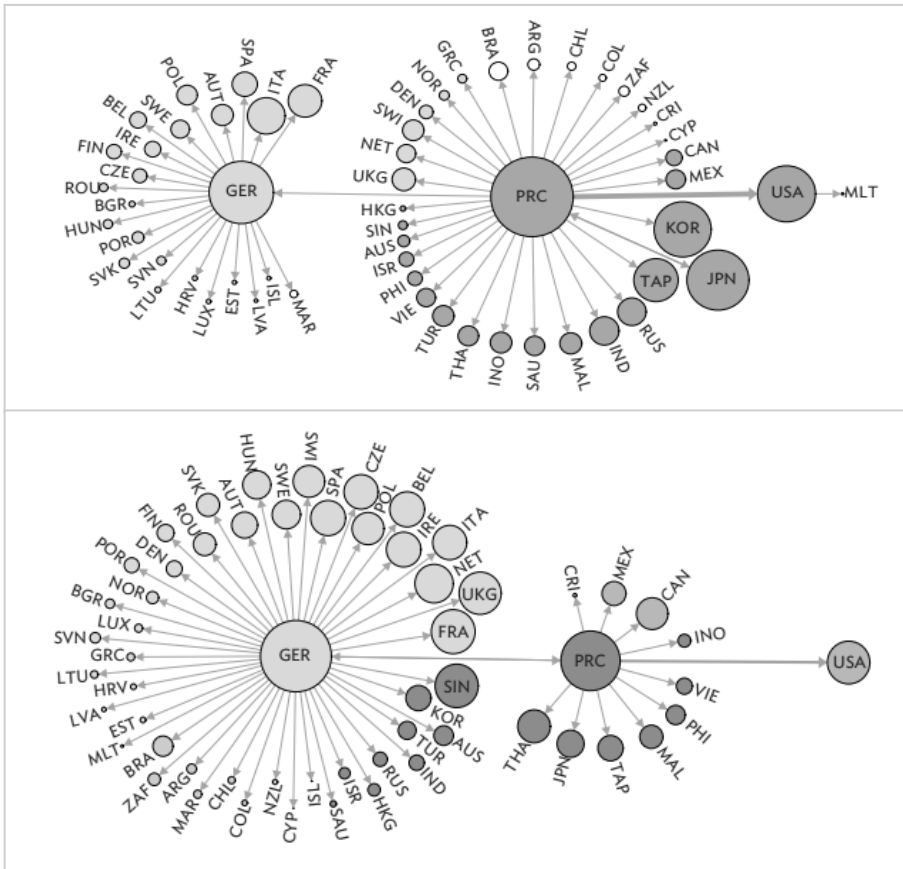 SPA
ITA
FRA
POL
AUT
BEL
SWE
FIN
IRE
CZE
ROU
BGR
HUN
POR
SVK
SVN
LTU
HRV
LUX
EST
LVA
ISL
MAR
GER
ARG
BRA
CHL
GRC
COL
NOR
ZAF
DEN
NZL
SWI
CRI
NET
CYP
UKG
CAN
MEX
PRC
USA
MLT
HKG
SIN
AUS
ISR
PHI
VIE
TUR
THA
INO
SAU
MAL
IND
RUS
TAP
KOR
JPN
HUN
SWI
CZE
SVK
AUT
SWE
SPA
POL
BEL
FIN
ROU
IRE
ITA
POR
DEN
NET
BGR
NOR
UKG
SVN
LUX
FRA
GRC
GER
LTU
HRV
SIN
LVA
KOR
EST
AUS
MLT
TUR
BRA
IND
ZAF
ARG
RUS
MAR
CHL
ISR
HKG
COL
NZL
CYP
ISL
SAU
CRI
MEX
CAN
INO
PRC
USA
VIE
PHI
THA
JPN
TAP
MAL